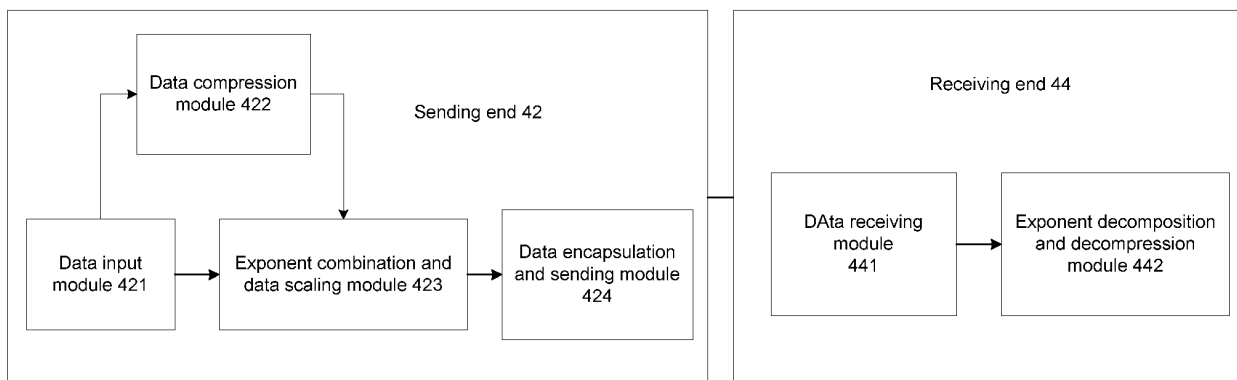 Data compression
module 422
Sending end 42
Receiving end 44
Data input
module 421
Exponent combination and
data scaling module 423
Data encapsulation
and sending module
424
DAta receiving
module
441
Exponent decomposition
and decompression
module 442